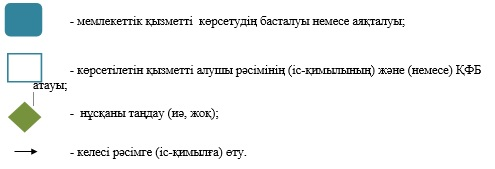 - мемлекеттік қызметті көрсетудің басталуы немесе аяқталуы;
- көрсетілетін қызметті алушы рәсімінің (іс-қимылының) және (немесе) ҚФБ
атауы;
- нұсқаны таңдау (иә, жоқ);
- келесі рәсімге (іс-қимылға) өту.